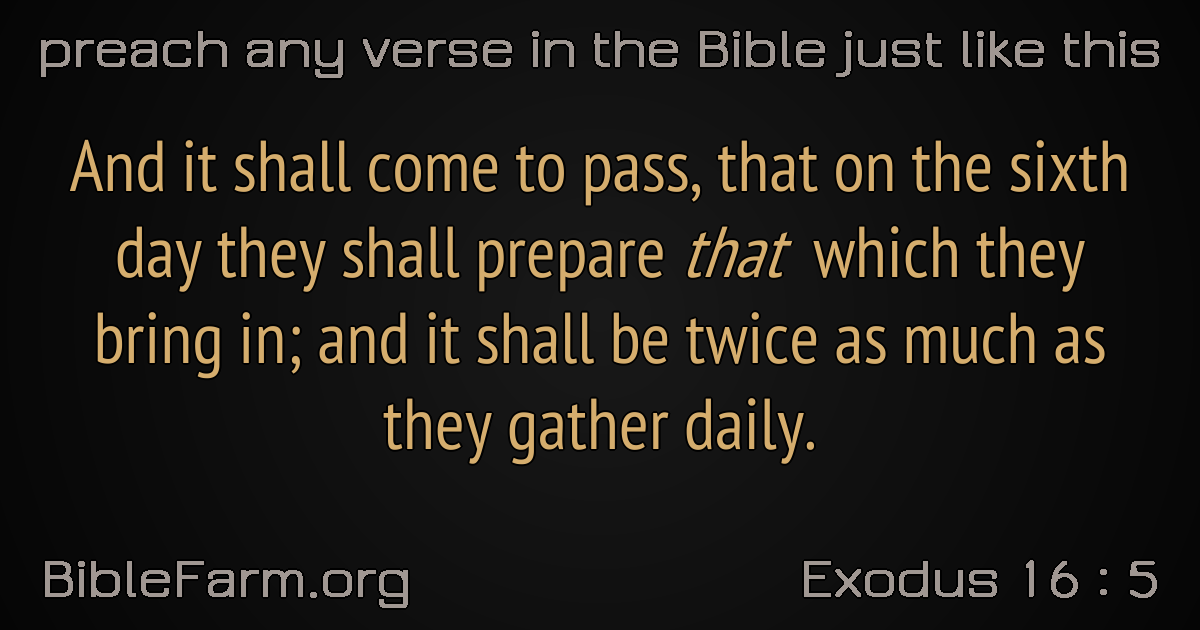 preach any verse in the Bible just like this
And it shall come to pass, that on the sixth
day they shall prepare that which they
bring in; and it shall be twice as much as
they gather daily.
BibleFarm.org
Exodus 16 : 5